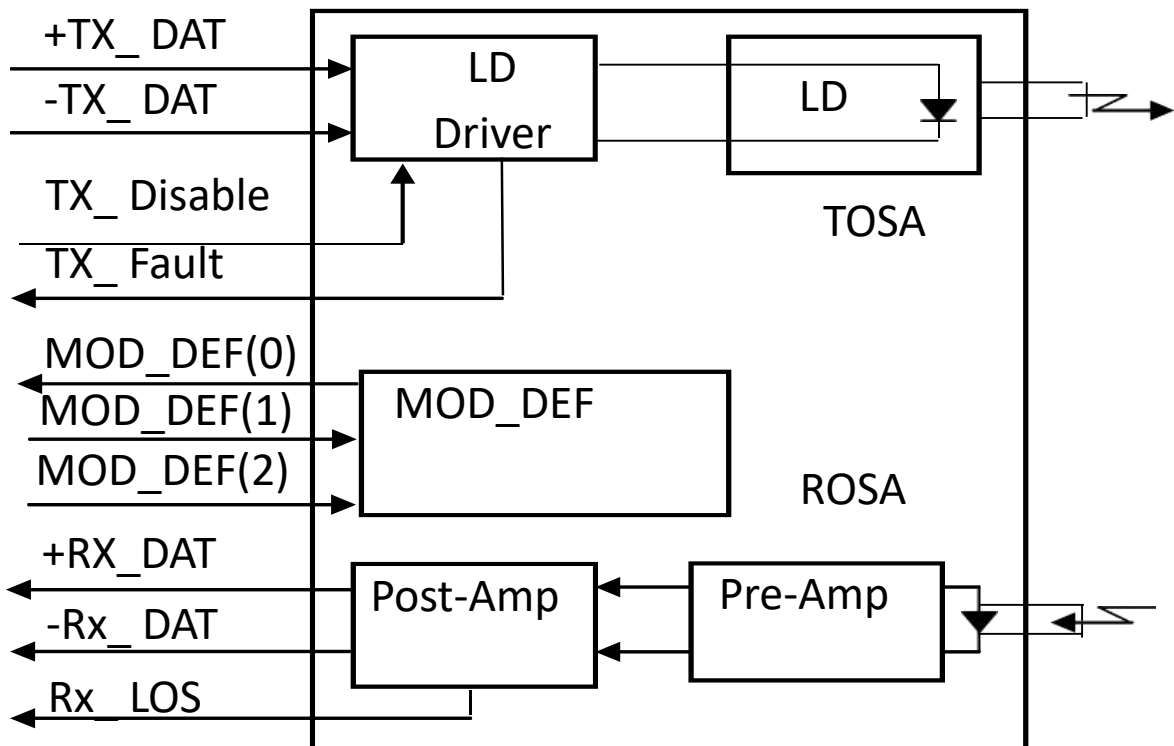 +TX_ DAT
-TX_ DAT
TX_ Disable
TX_ Fault
LD
Driver
LD
TOSA
MOD_DEF(0)
MOD_DEF(1)
MOD_DEF(2)
MOD_DEF
ROSA
+RX_DAT
-Rx_ DAT
Rx_ LOS
Post-Amp
Pre-Amp